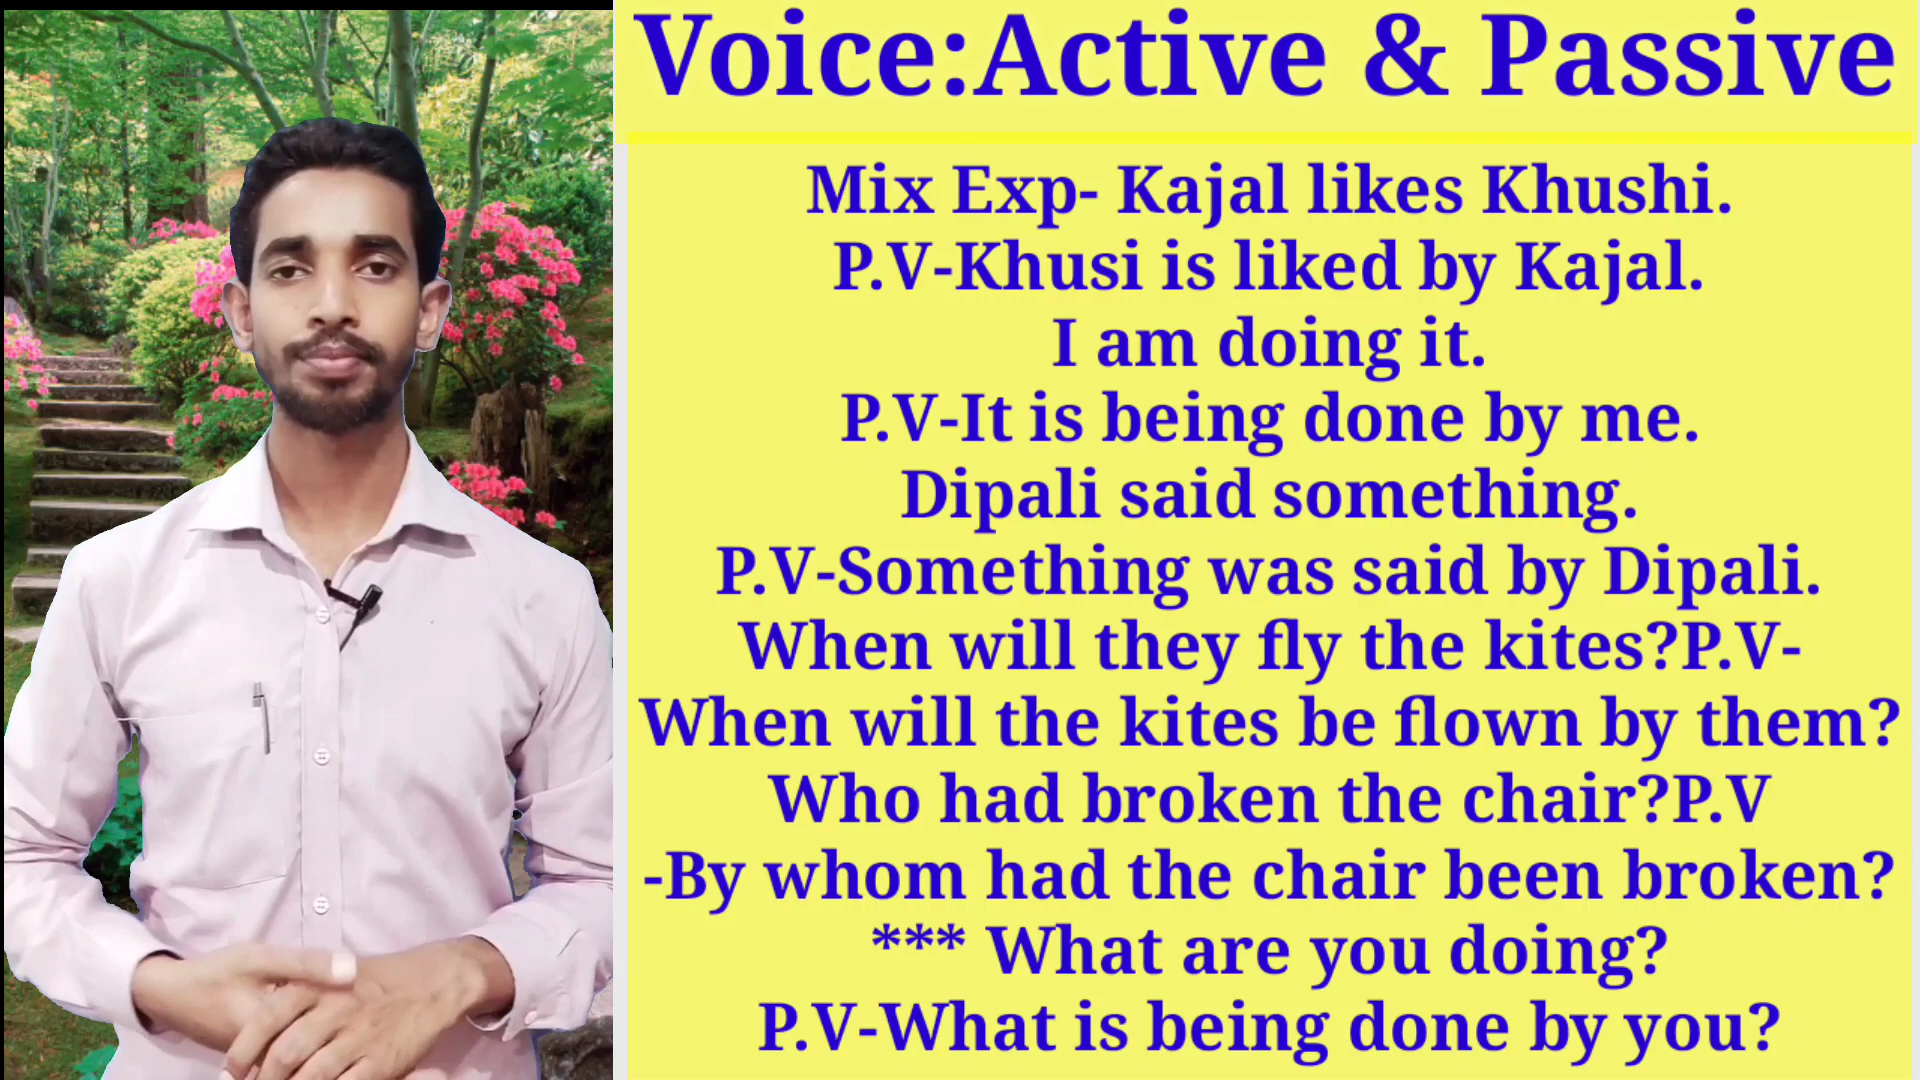 Voice:Active & Passive
Mix Exp- Kajal likes Khushi.
P.V-Khusi is liked by Kajal.
I am doing it.
P.V-It is being done by me.
Dipali said something.
P.V-Something was said by Dipali.
When will they fly the kites?P.V-
When will the kites be flown by them?
Who had broken the chair?P.V
-By whom had the chair been broken?
*** What are you doing?
P.V-What is being done by you?